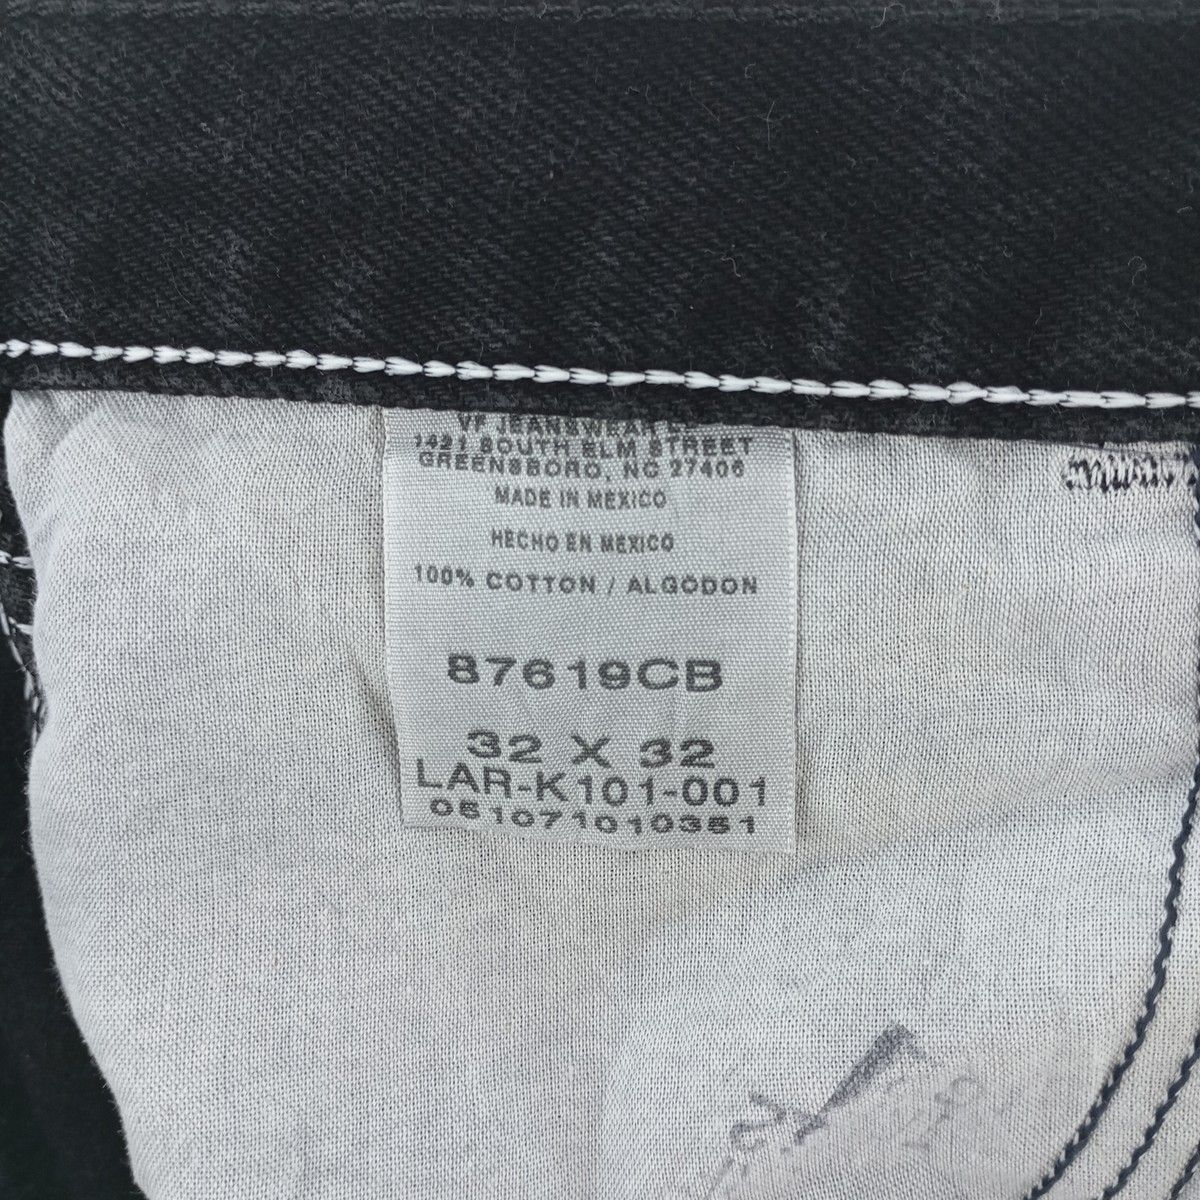 VF JEANSWEAR
1421 SOUTH ELM STREET
GREENSBORO, NC 27406
MADE IN MEXICO
HECHO EN MEXICO
100% COTTON / ALGODON
87619CB
32 X 32
LAR-K101-001
051071010351